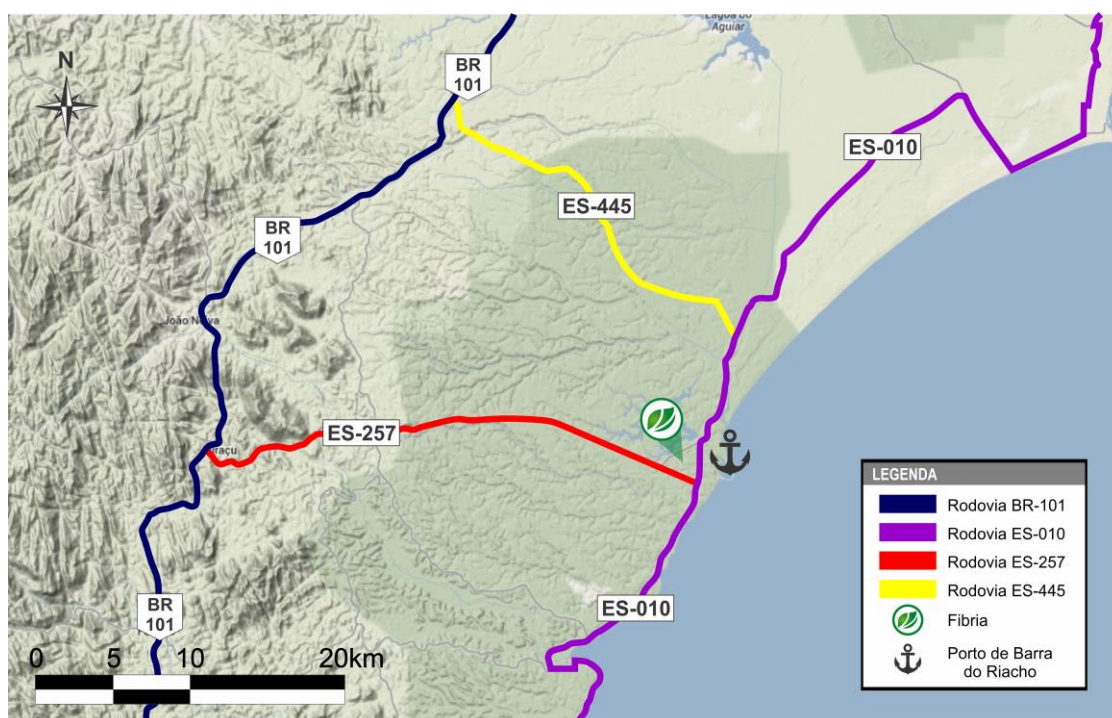 Lagoa do
Aguiar
BR
101
N
ES-010
ES-445
BR
101
João Neiva
ES-257
LEGENDA
Rodovia BR-101
Rodovia ES-010
Rodovia ES-257
Rodovia ES-445
Fibria
Porto de Barra
do Riacho
ES-010
BR
101
0 5 10 20km